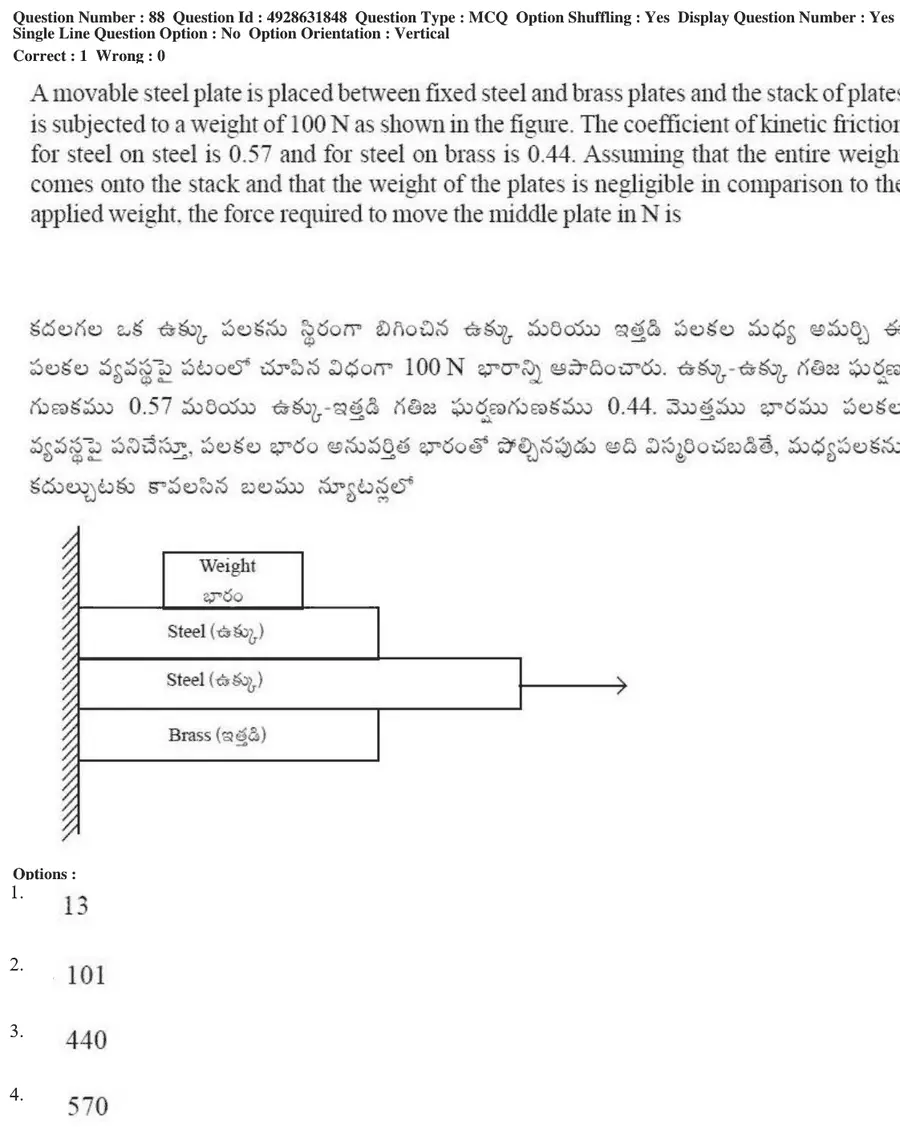 Question Number : 88 Question Id : 4928631848 Question Type : MCQ Option Shuffling : Yes Display Question Number : Yes
Single Line Question Option : No Option Orientation : Vertical
Correct : 1 Wrong : 0
A movable steel plate is placed between fixed steel and brass plates and the stack of plates
is subjected to a weight of 100 N as shown in the figure. The coefficient of kinetic friction
for steel on steel is 0.57 and for steel on brass is 0.44. Assuming that the entire weigh
comes onto the stack and that the weight of the plates is negligible in comparison to the
applied weight, the force required to move the middle plate in N is
కదలగల ఒక ఉక్కు పలకను స్థిరంగా బిగించిన ఉక్కు మరియు ఇత్తడి పలకల మధ్య అమర్చి ఈ
పలకల వ్యవస్థపై పటంలో చూపిన విధంగా 100 N భారాన్ని ఆపాదించారు. ఉక్కు-ఉక్కు గతిజ ఘర్షణ
గుణకము 0.57 మరియు ఉక్కు-ఇత్తడి గతిజ ఘర్షణగుణకము 0.44. మొత్తము భారము పలకల
వ్యవస్థపై పనిచేస్తూ, పలకల భారం అనువర్తిత భారంతో పోల్చినపుడు అది విస్మరించబడితే, మధ్యపలకను
కదుల్చుటకు కావలసిన బలము న్యూటన్లలో
Weight
భారం
Steel (ఉక్కు)
Steel (ఉక్కు)
Brass (ఇత్తడి)
Options :
1. 13
2. 101
3. 440
4. 570